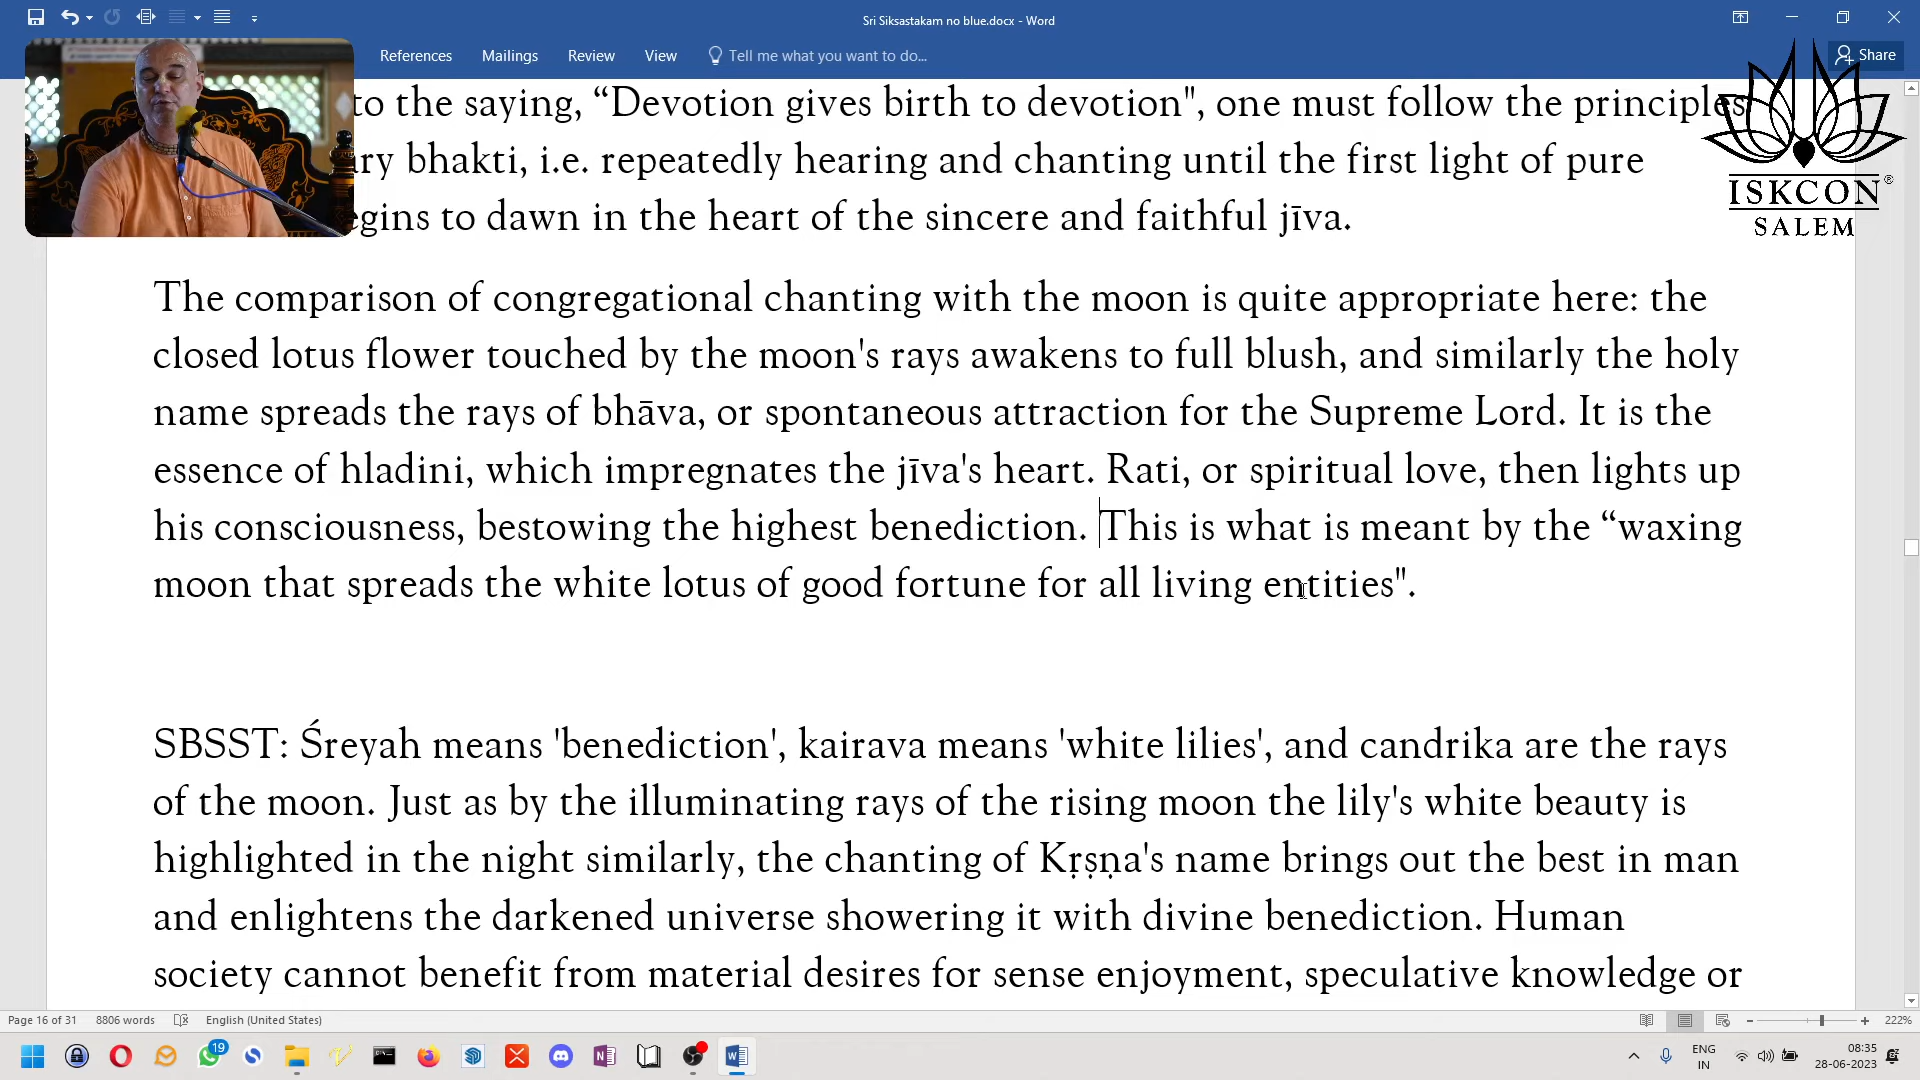 Sri Siksastakam no blue.docx - Word
References
Mailings
Review
View
Tell me what you want to do...
Share
to the saying, “Devotion gives birth to devotion", one must follow the principles
ary bhakti, i.e. repeatedly hearing and chanting until the first light of pure
egins to dawn in the heart of the sincere and faithful jīva.
ISKCON®
SALEM
The comparison of congregational chanting with the moon is quite appropriate here: the
closed lotus flower touched by the moon's rays awakens to full blush, and similarly the holy
name spreads the rays of bhāva, or spontaneous attraction for the Supreme Lord. It is the
essence of hladini, which impregnates the jīva's heart. Rati, or spiritual love, then lights up
his consciousness, bestowing the highest benediction. This is what is meant by the “waxing
moon that spreads the white lotus of good fortune for all living entities".
SBSST: Śreyah means 'benediction', kairava means 'white lilies', and candrika are the rays
of the moon. Just as by the illuminating rays of the rising moon the lily's white beauty is
highlighted in the night similarly, the chanting of Kṛṣṇa's name brings out the best in man
and enlightens the darkened universe showering it with divine benediction. Human
society cannot benefit from material desires for sense enjoyment, speculative knowledge or
Page 16 of 31
8806 words
English (United States)
222%
19
ENG
IN
08:35
28-06-2023